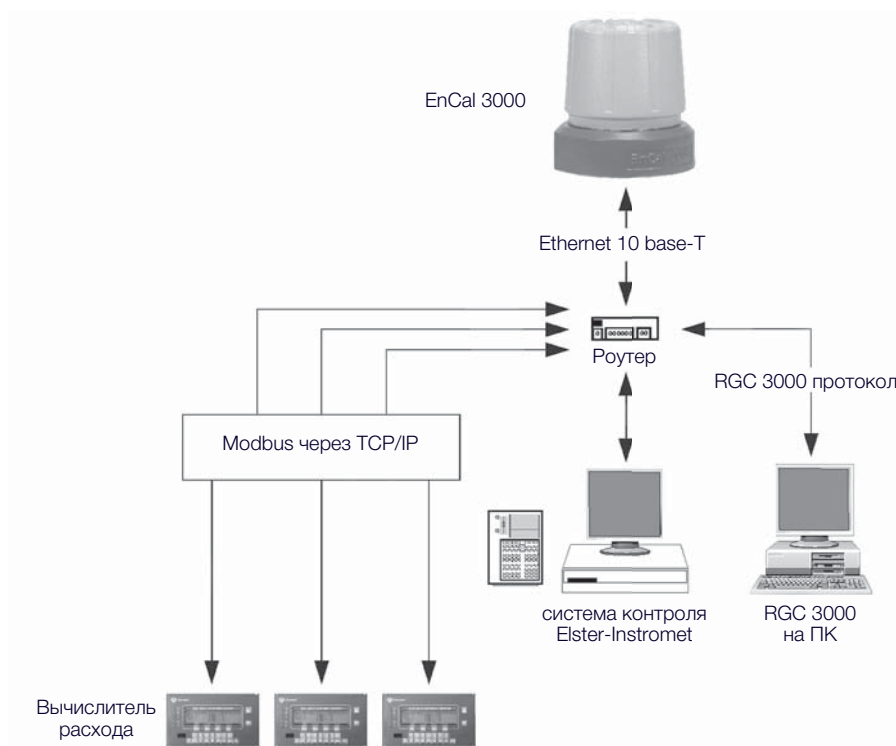 EnCal 3000
Ethernet 10 base-T
Роутер
RGC 3000 протокол
Modbus через TCP/IP
система контроля
Elster-Instromet
RGC 3000
на ПК
Вычислитель
расхода